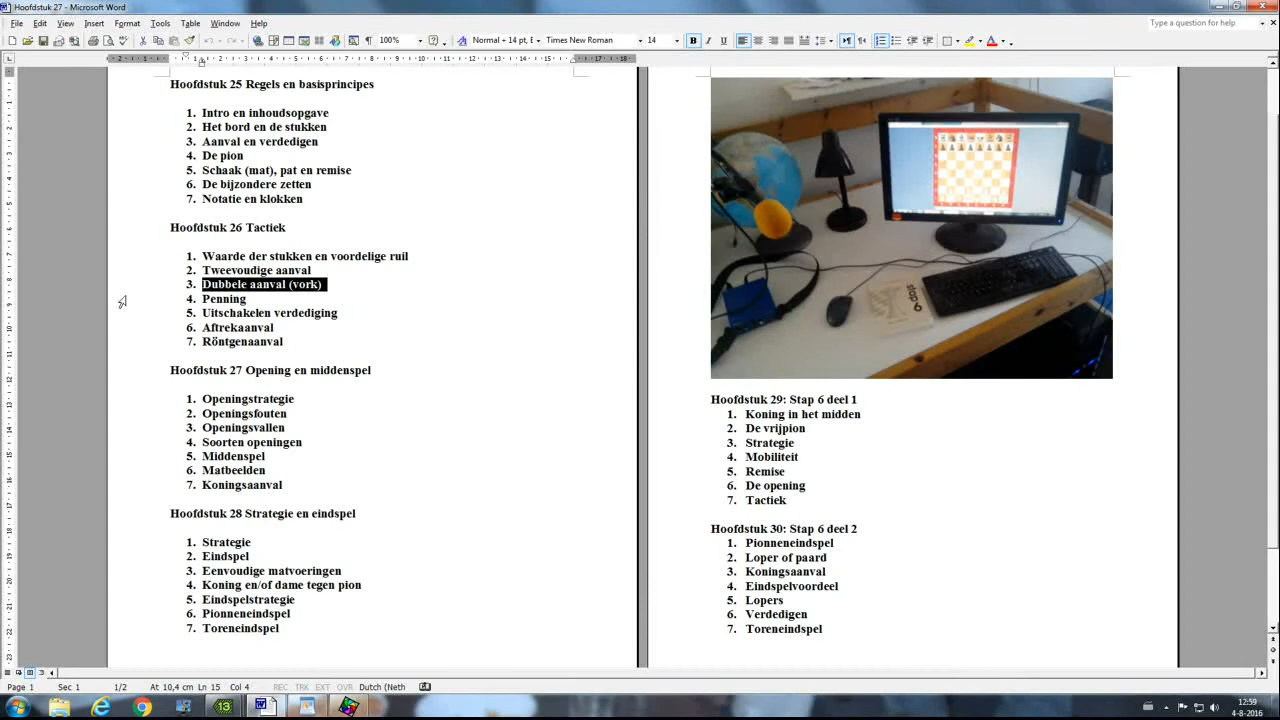 Hoofdstuk 27 - Microsoft Word
File Edit View Insert Format Tools Table Window Help
Type a question for help
100%
Normal + 14 pt, E
Times New Roman
14
B I U
Hoofdstuk 25 Regels en basisprincipes
1. Intro en inhoudsopgave
2. Het bord en de stukken
3. Aanval en verdedigen
4. De pion
5. Schaak (mat), pat en remise
6. De bijzondere zetten
7. Notatie en klokken
Hoofdstuk 26 Tactiek
1. Waarde der stukken en voordelige ruil
2. Tweevoudige aanval
3. Dubbele aanval (vork)
4. Penning
5. Uitschakelen verdediging
6. Aftrekaanval
7. Röntgenaanval
Hoofdstuk 27 Opening en middenspel
1. Openingstrategie
2. Openingsfouten
3. Openingsvallen
4. Soorten openingen
5. Middenspel
6. Matbeelden
7. Koningsaanval
Hoofdstuk 28 Strategie en eindspel
1. Strategie
2. Eindspel
3. Eenvoudige matvoeringen
4. Koning en/of dame tegen pion
5. Eindspelstrategie
6. Pionneneindspel
7. Toreneindspel
Hoofdstuk 29: Stap 6 deel 1
1. Koning in het midden
2. De vrijpion
3. Strategie
4. Mobiliteit
5. Remise
6. De opening
7. Tactiek
Hoofdstuk 30: Stap 6 deel 2
1. Pionneneindspel
2. Loper of paard
3. Koningsaanval
4. Eindspelvoordeel
5. Lopers
6. Verdedigen
7. Toreneindspel
Page 1 Sec 1 1/2 At 10,4 cm Ln 15 Col 4 REC TRK EXT OVR Dutch (Neth
13
12:59
4-8-2016